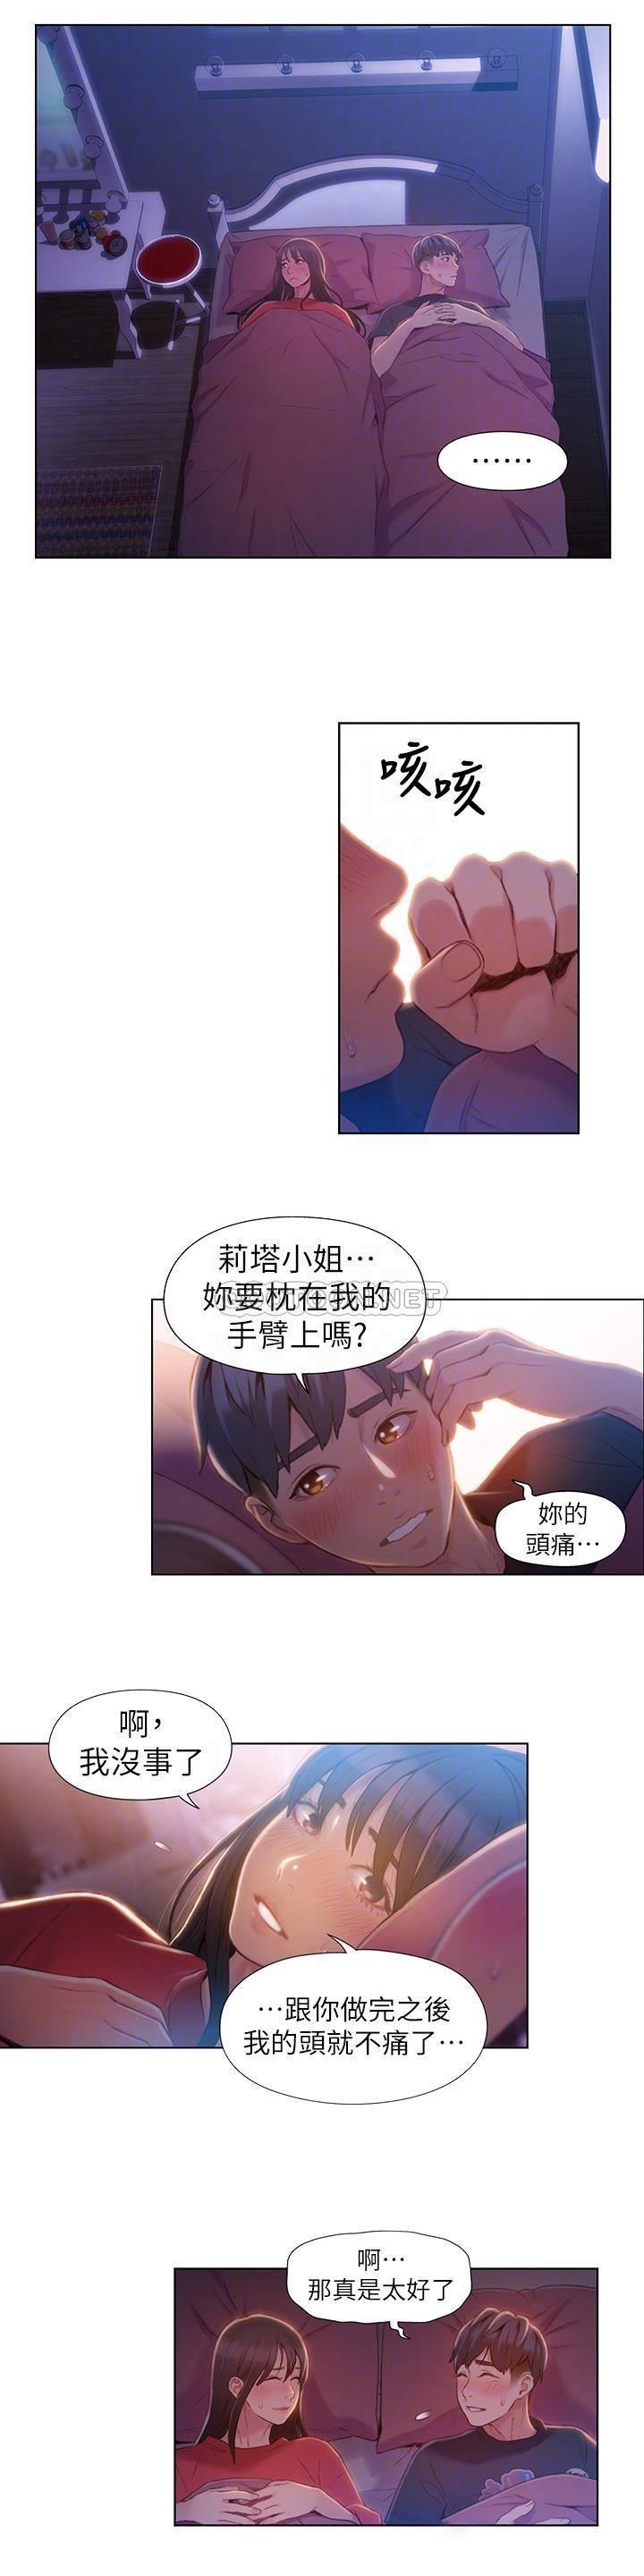 ……
咳咳
莉塔小姐…
妳要枕在我的
手臂上嗎?
妳的
頭痛…
啊，
我沒事了
…跟你做完之後
我的頭就不痛了…
啊…
那真是太好了